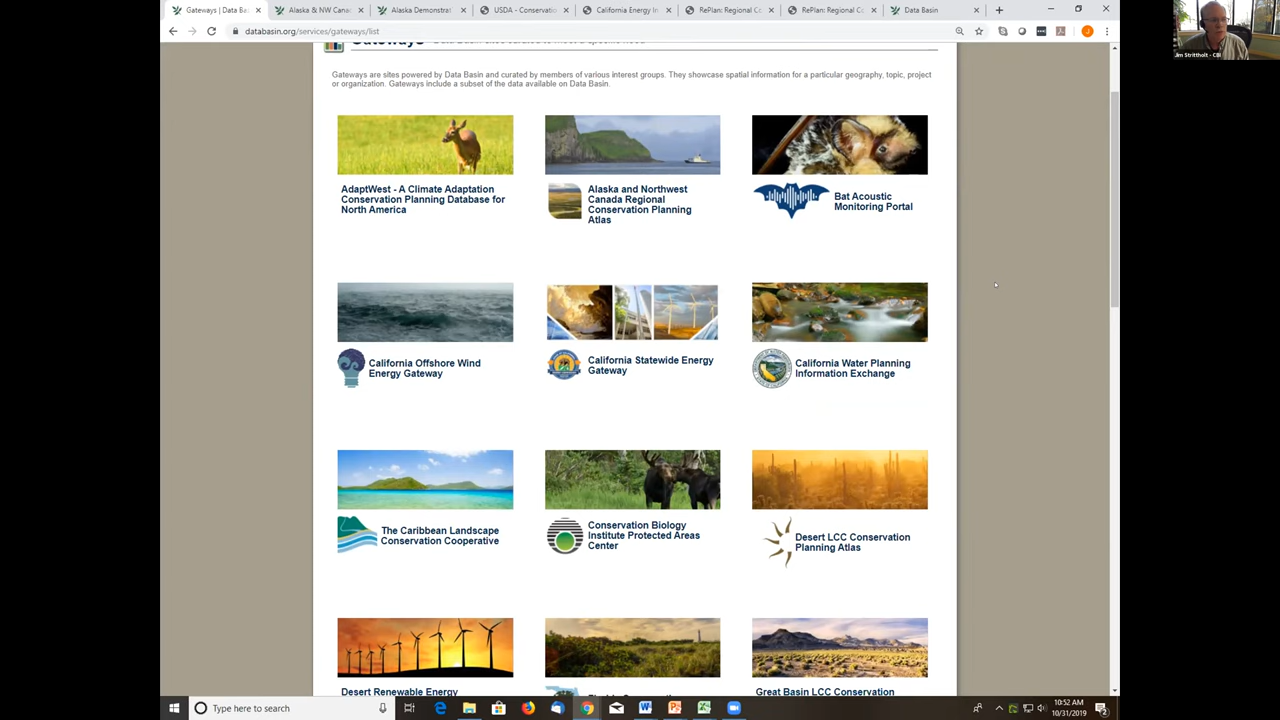 Gateways | Data Ba
Alaska & NW Canad
Alaska Demonstrat
USDA - Conservatio
California Energy In
RePlan: Regional Co
RePlan: Regional Co
Data Basin
databasin.org/services/gateways/list
Jim Strittholt - CBI
Gateways are sites powered by Data Basin and curated by members of various interest groups. They showcase spatial information for a particular geography, topic, project
or organization. Gateways include a subset of the data available on Data Basin.
AdaptWest - A Climate Adaptation
Conservation Planning Database for
North America
Alaska and Northwest
Canada Regional
Conservation Planning
Atlas
Bat Acoustic
Monitoring Portal
California Offshore Wind
Energy Gateway
California Statewide Energy
Gateway
California Water Planning
Information Exchange
The Caribbean Landscape
Conservation Cooperative
Conservation Biology
Institute Protected Areas
Center
Desert LCC Conservation
Planning Atlas
Desert Renewable Energy
Great Basin LCC Conservation
Type here to search
10:52 AM
10/31/2019
2